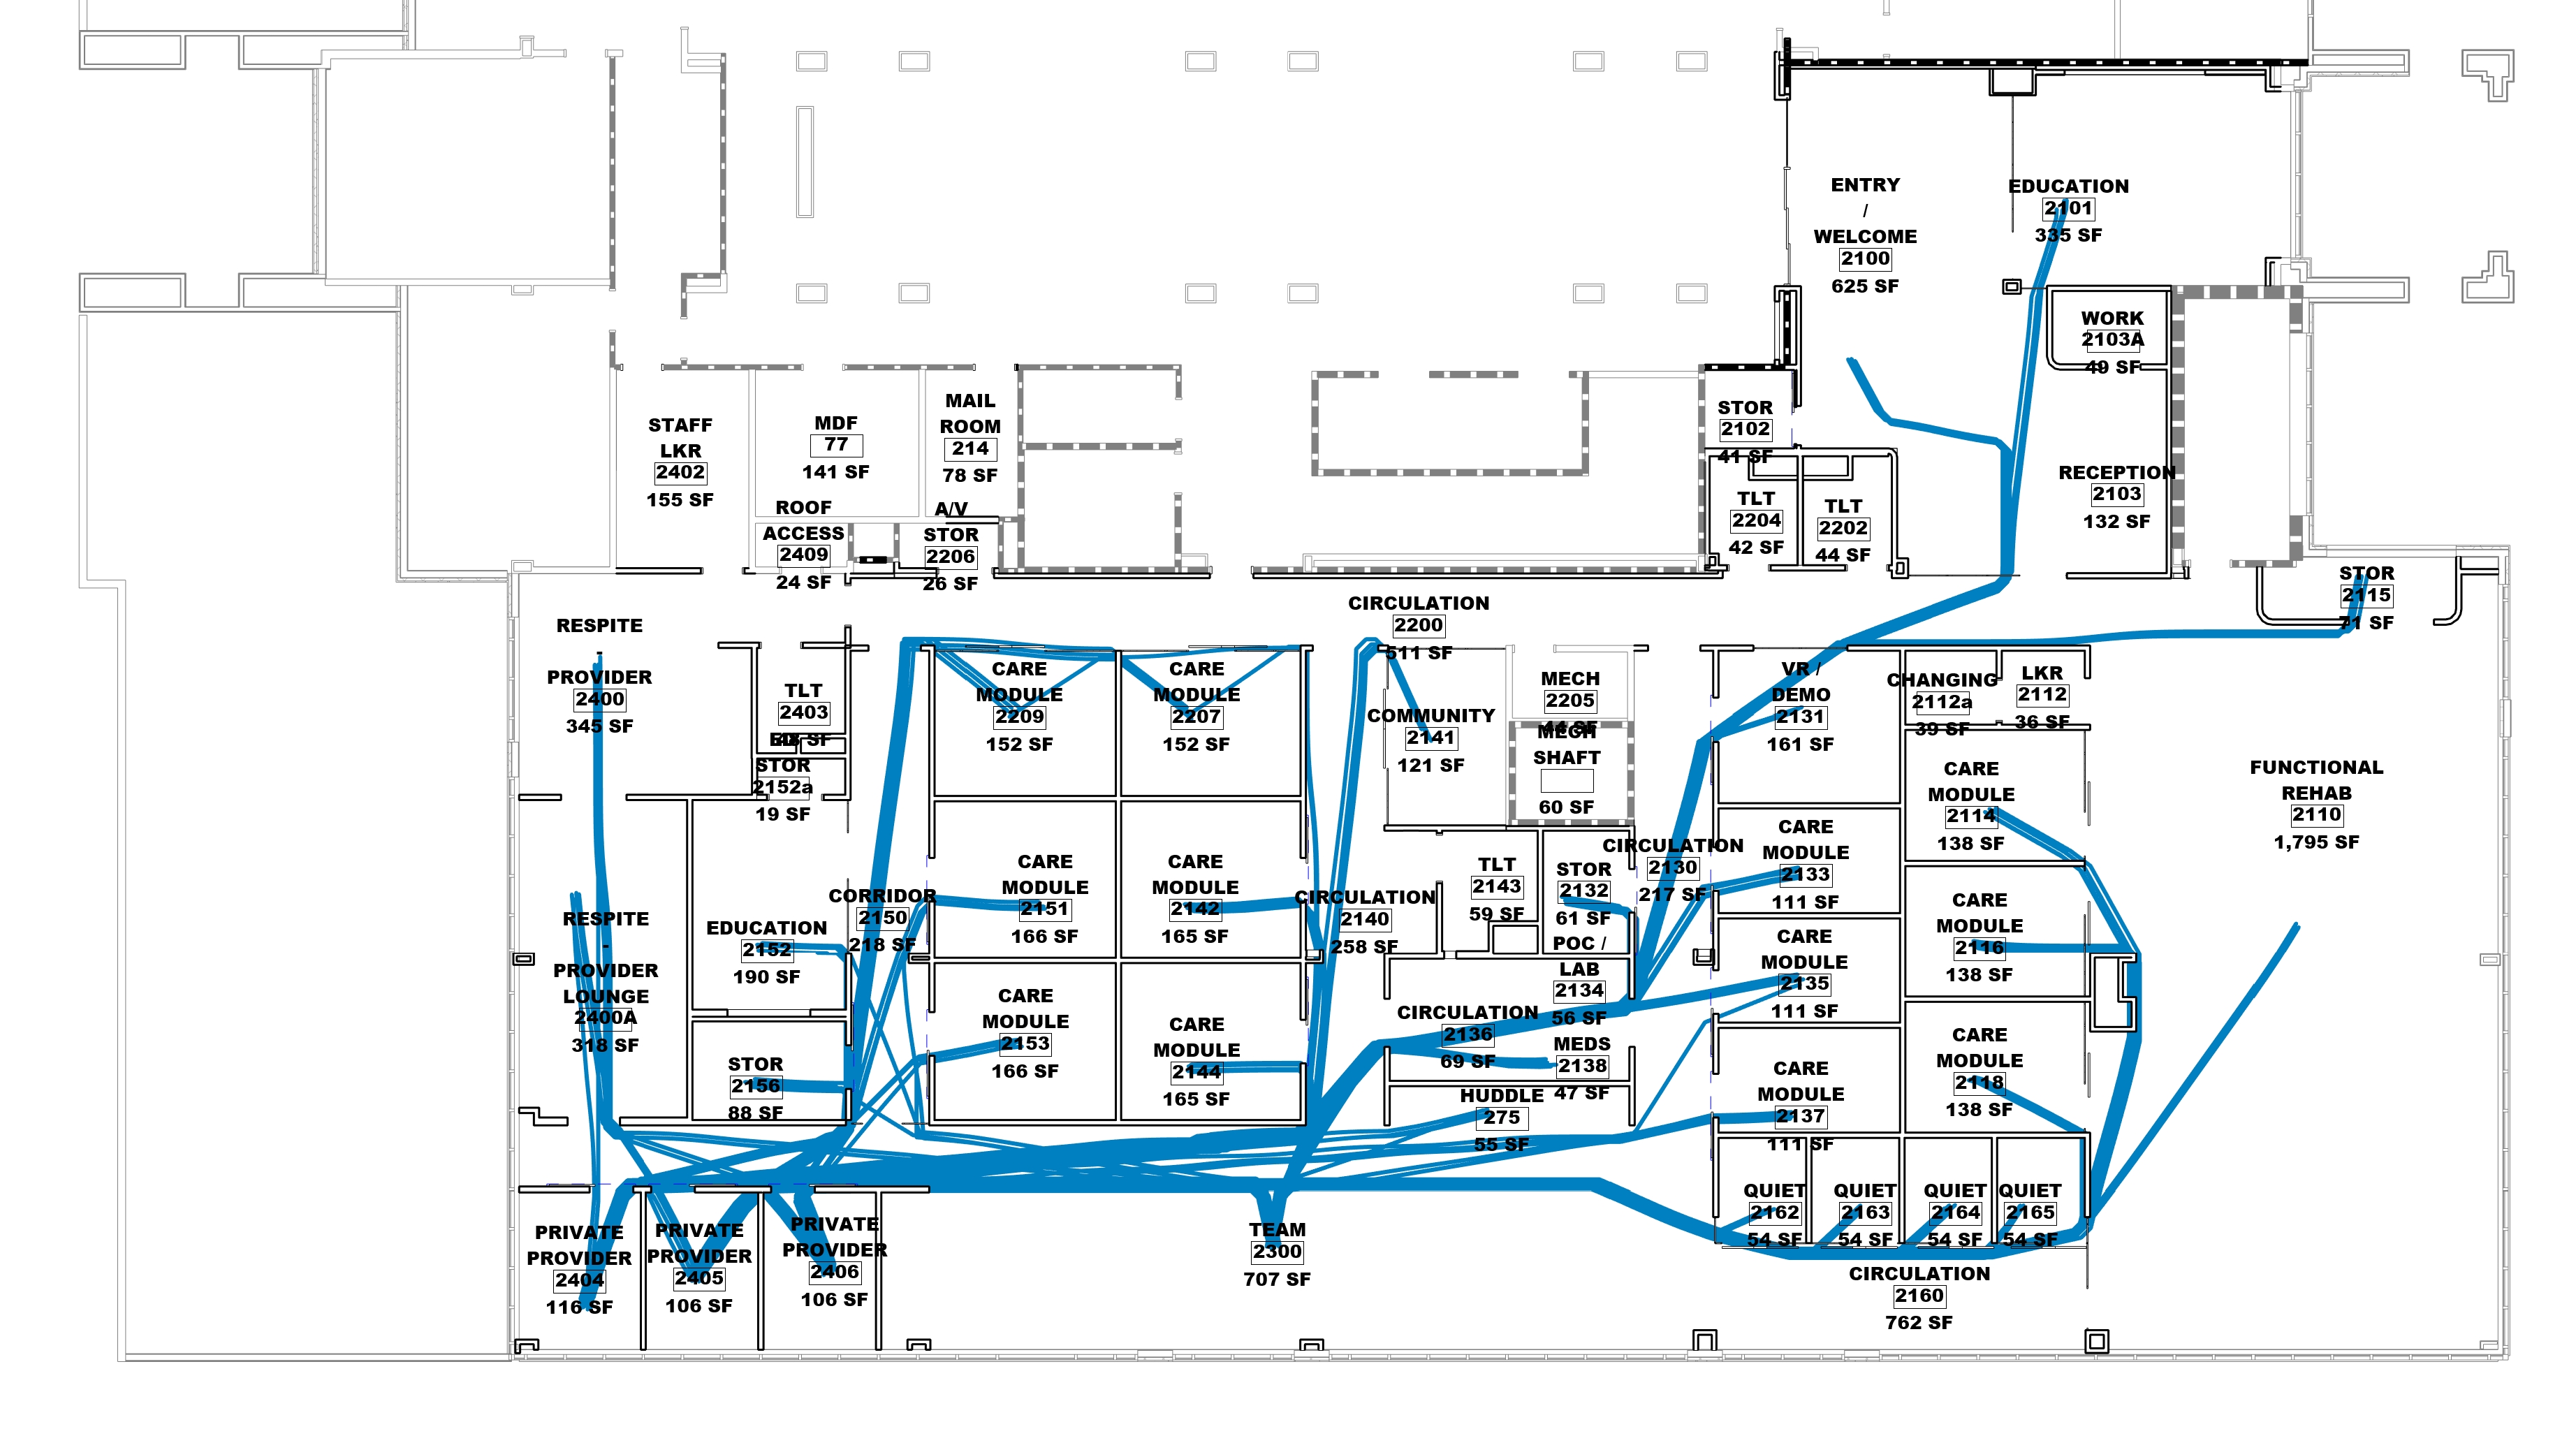 ENTRY
/
WELCOME
2100
625 SF
EDUCATION
2101
335 SF
WORK
2103A
49 SF
STOR
2102
41 SF
RECEPTION
2103
132 SF
TLT
2204
42 SF
TLT
2202
44 SF
STAFF
LKR
2402
155 SF
MDF
77
141 SF
MAIL
ROOM
214
78 SF
ROOF
ACCESS
2409
24 SF
A/V
STOR
2206
26 SF
STOR
2115
71 SF
CIRCULATION
2200
511 SF
RESPITE
-
PROVIDER
2400
345 SF
TLT
2403
48 SF
STOR
2152a
19 SF
CARE
MODULE
2209
152 SF
CARE
MODULE
2207
152 SF
COMMUNITY
2141
121 SF
MECH
2205
44 SF
MECH
SHAFT
60 SF
VR /
DEMO
2131
161 SF
CHANGING
2112a
39 SF
LKR
2112
36 SF
CARE
MODULE
2114
138 SF
FUNCTIONAL
REHAB
2110
1,795 SF
RESPITE
-
PROVIDER
LOUNGE
2400A
318 SF
EDUCATION
2152
190 SF
CORRIDOR
2150
218 SF
CARE
MODULE
2151
166 SF
CARE
MODULE
2142
165 SF
CIRCULATION
2140
258 SF
TLT
2143
59 SF
STOR
2132
61 SF
CIRCULATION
2130
217 SF
CARE
MODULE
2133
111 SF
CARE
MODULE
2116
138 SF
POC /
LAB
2134
56 SF
CARE
MODULE
2135
111 SF
STOR
2156
88 SF
CARE
MODULE
2153
166 SF
CARE
MODULE
2144
165 SF
CIRCULATION
2136
69 SF
MEDS
2138
47 SF
HUDDLE
275
55 SF
CARE
MODULE
2137
111 SF
CARE
MODULE
2118
138 SF
PRIVATE
PROVIDER
2404
116 SF
PRIVATE
PROVIDER
2405
106 SF
PRIVATE
PROVIDER
2406
106 SF
TEAM
2300
707 SF
QUIET
2162
54 SF
QUIET
2163
54 SF
QUIET
2164
54 SF
QUIET
2165
54 SF
CIRCULATION
2160
762 SF